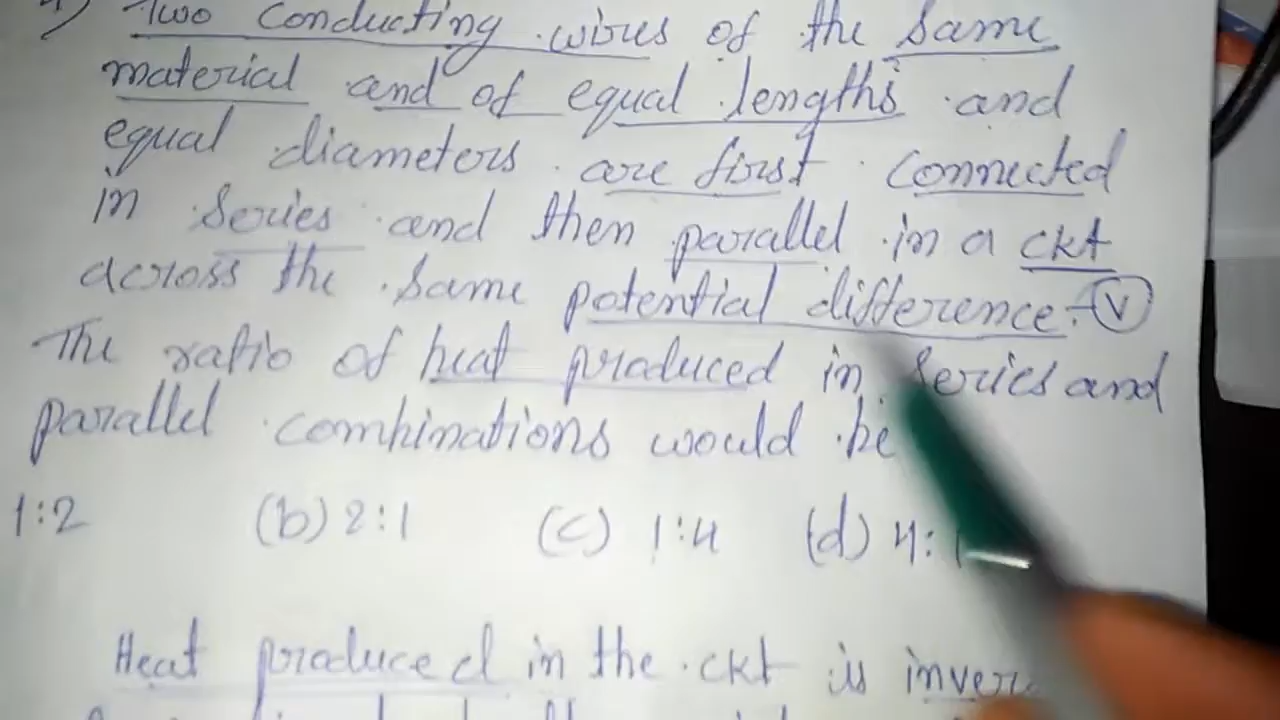 Two conducting wires of the same
material and of equal lengths and
equal diameters are first connected
in series and then parallel in a ckt
across the same potential difference. - V
The ratio of heat produced in series and
parallel combinations would be
1:2 (b) 2:1 (c) 1:4 (d) 4:1
Heat produced in the ckt is